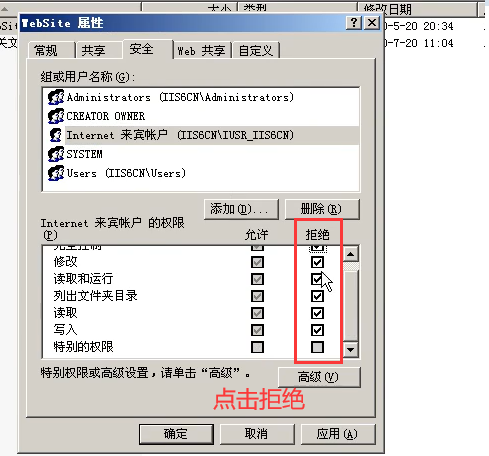 大小 类型 修改日期
WebSite 属性
bSite
0-5-20 20:34
关文
0-7-20 11:04
常规 共享 安全 Web 共享 自定义
组或用户名称(G):
Administrators (IIS6CN\Administrators)
CREATOR OWNER
Internet 来宾帐户 (IIS6CN\IUSR_IIS6CN)
SYSTEM
Users (IIS6CN\Users)
添加(D)... 删除(R)
Internet 来宾帐户 的权限
(P) 允许 拒绝
完全控制
修改
读取和运行
列出文件夹目录
读取
写入
特别的权限
特别权限或高级设置,请单击“高级”。 高级(V)
点击拒绝
确定 取消 应用(A)